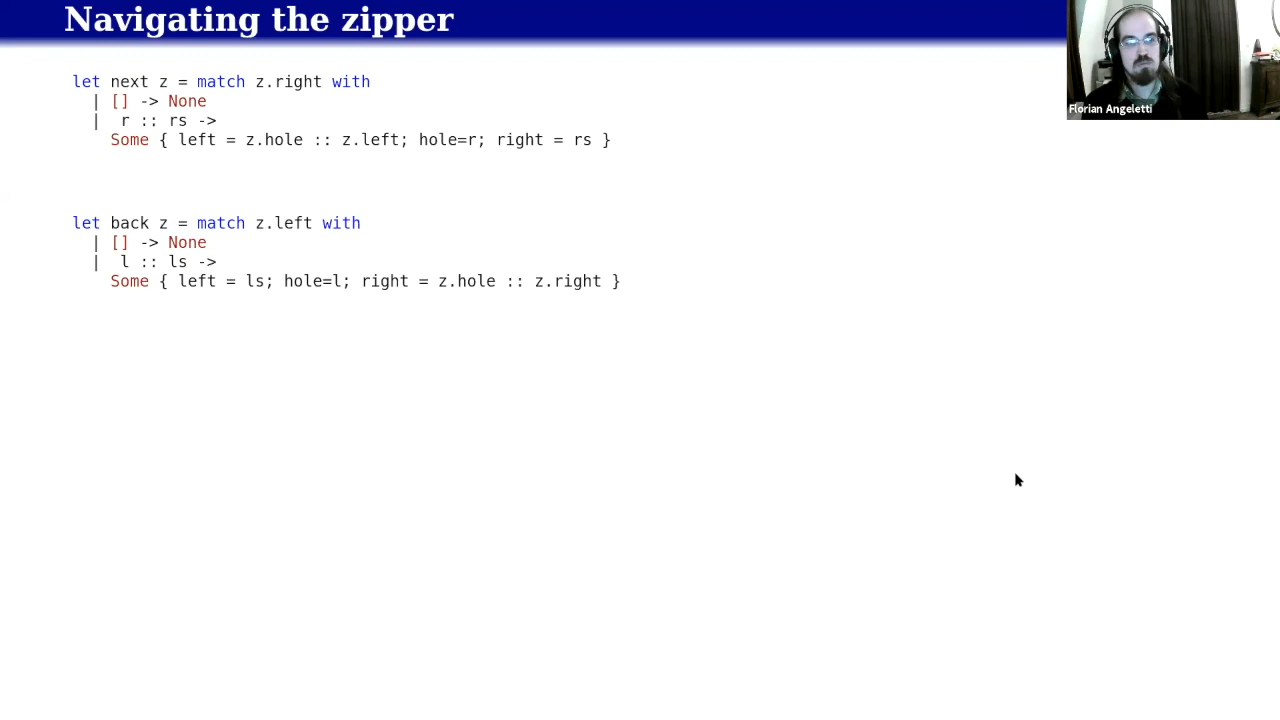 Navigating the zipper
Florian Angeletti
let next z = match z.right with
| [] -> None
| r :: rs ->
Some { left = z.hole :: z.left; hole=r; right = rs }
let back z = match z.left with
| [] -> None
| l :: ls ->
Some { left = ls; hole=l; right = z.hole :: z.right }